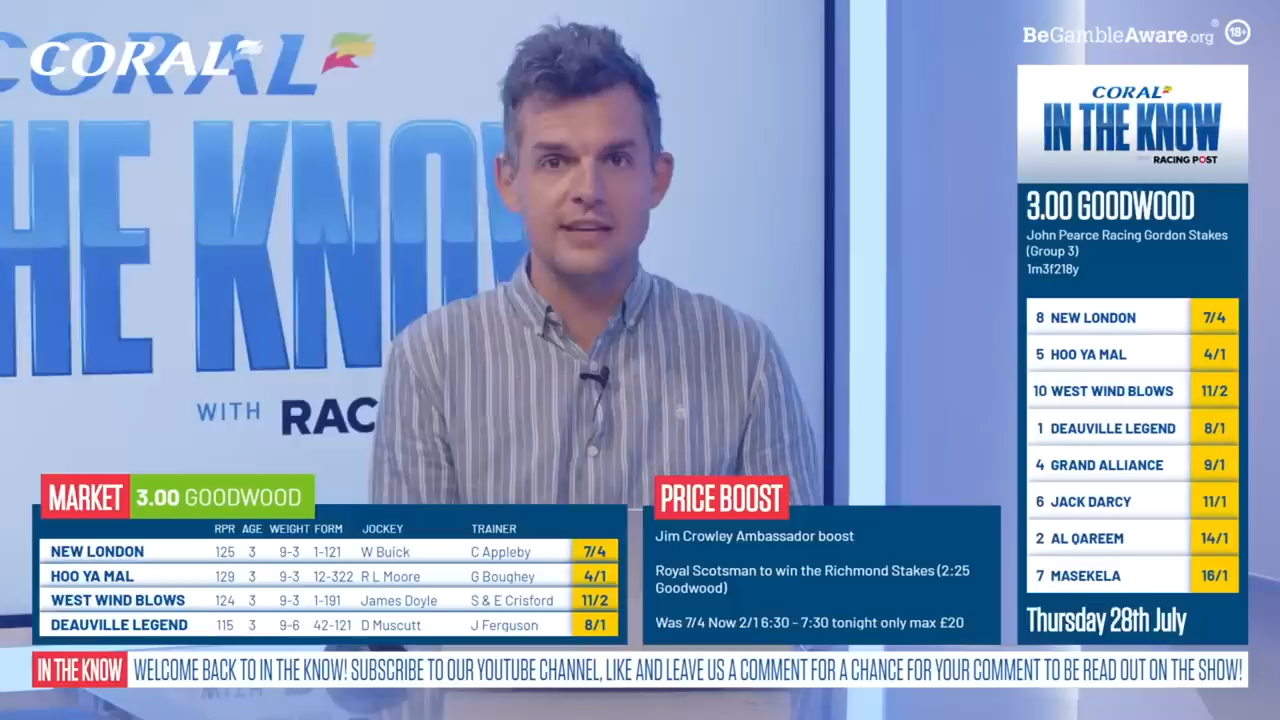 CORAL
CORAL
THE KNO
WITH RAC
BeGambleAware.org® 18+
CORAL
IN THE KNOW
WITH RACING POST
3.00 GOODWOOD
John Pearce Racing Gordon Stakes
(Group 3)
1m3f218y
8 NEW LONDON 7/4
5 HOO YA MAL 4/1
10 WEST WIND BLOWS 11/2
1 DEAUVILLE LEGEND 8/1
4 GRAND ALLIANCE 9/1
6 JACK DARCY 11/1
2 AL QAREEM 14/1
7 MASEKELA 16/1
Thursday 28th July
MARKET 3.00 GOODWOOD
RPR AGE WEIGHT FORM JOCKEY TRAINER
NEW LONDON 125 3 9-3 1-121 W Buick C Appleby 7/4
HOO YA MAL 129 3 9-3 12-322 R L Moore G Boughey 4/1
WEST WIND BLOWS 124 3 9-3 1-191 James Doyle S & E Crisford 11/2
DEAUVILLE LEGEND 115 3 9-6 42-121 D Muscutt J Ferguson 8/1
PRICE BOOST
Jim Crowley Ambassador boost
Royal Scotsman to win the Richmond Stakes (2:25
Goodwood)
Was 7/4 Now 2/1 6:30 - 7:30 tonight only max £20
IN THE KNOW WELCOME BACK TO IN THE KNOW! SUBSCRIBE TO OUR YOUTUBE CHANNEL, LIKE AND LEAVE US A COMMENT FOR A CHANCE FOR YOUR COMMENT TO BE READ OUT ON THE SHOW!